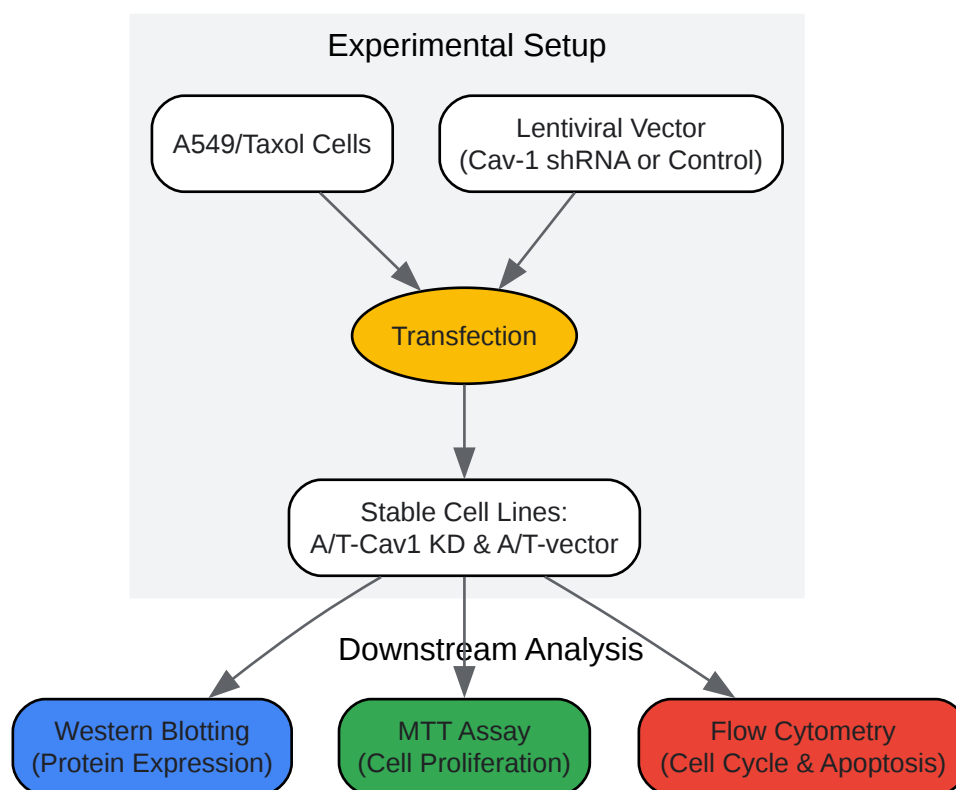 Experimental Setup
A549/Taxol Cells
Lentiviral Vector
(Cav-1 shRNA or Control)
Transfection
Stable Cell Lines:
A/T-Cav1 KD & A/T-vector
Downstream Analysis
Western Blotting
(Protein Expression)
MTT Assay
(Cell Proliferation)
Flow Cytometry
(Cell Cycle & Apoptosis)